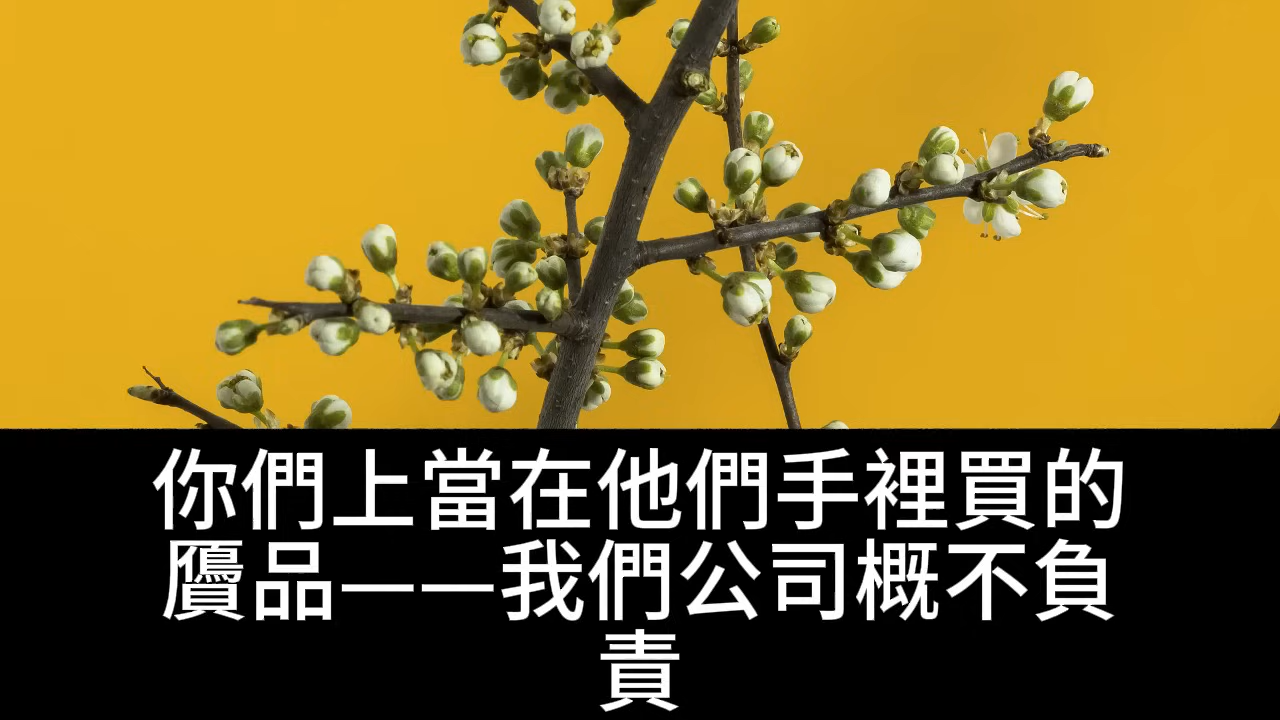 你們上當在他們手裡買的
贗品——我們公司概不負
責